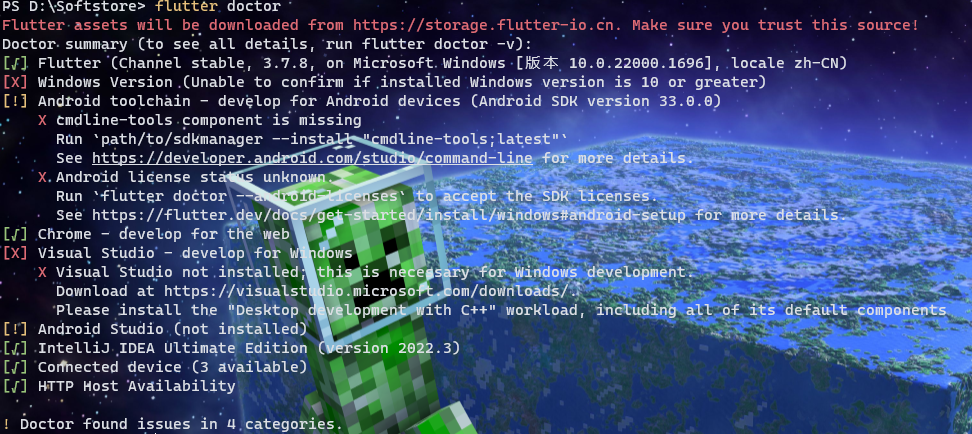 PS D:\Softstore> flutter doctor
Flutter assets will be downloaded from https://storage.flutter-io.cn. Make sure you trust this source!
Doctor summary (to see all details, run flutter doctor -v):
[√] Flutter (Channel stable, 3.7.8, on Microsoft Windows [版本 10.0.22000.1696], locale zh-CN)
[X] Windows Version (Unable to confirm if installed Windows version is 10 or greater)
[!] Android toolchain - develop for Android devices (Android SDK version 33.0.0)
X cmdline-tools component is missing
Run `path/to/sdkmanager --install "cmdline-tools;latest"`
See https://developer.android.com/studio/command-line for more details.
X Android license status unknown.
Run `flutter doctor --android-licenses` to accept the SDK licenses.
See https://flutter.dev/docs/get-started/install/windows#android-setup for more details.
[√] Chrome - develop for the web
[X] Visual Studio - develop for Windows
X Visual Studio not installed; this is necessary for Windows development.
Download at https://visualstudio.microsoft.com/downloads/.
Please install the "Desktop development with C++" workload, including all of its default components
[!] Android Studio (not installed)
[√] IntelliJ IDEA Ultimate Edition (version 2022.3)
[√] Connected device (3 available)
[√] HTTP Host Availability
! Doctor found issues in 4 categories.